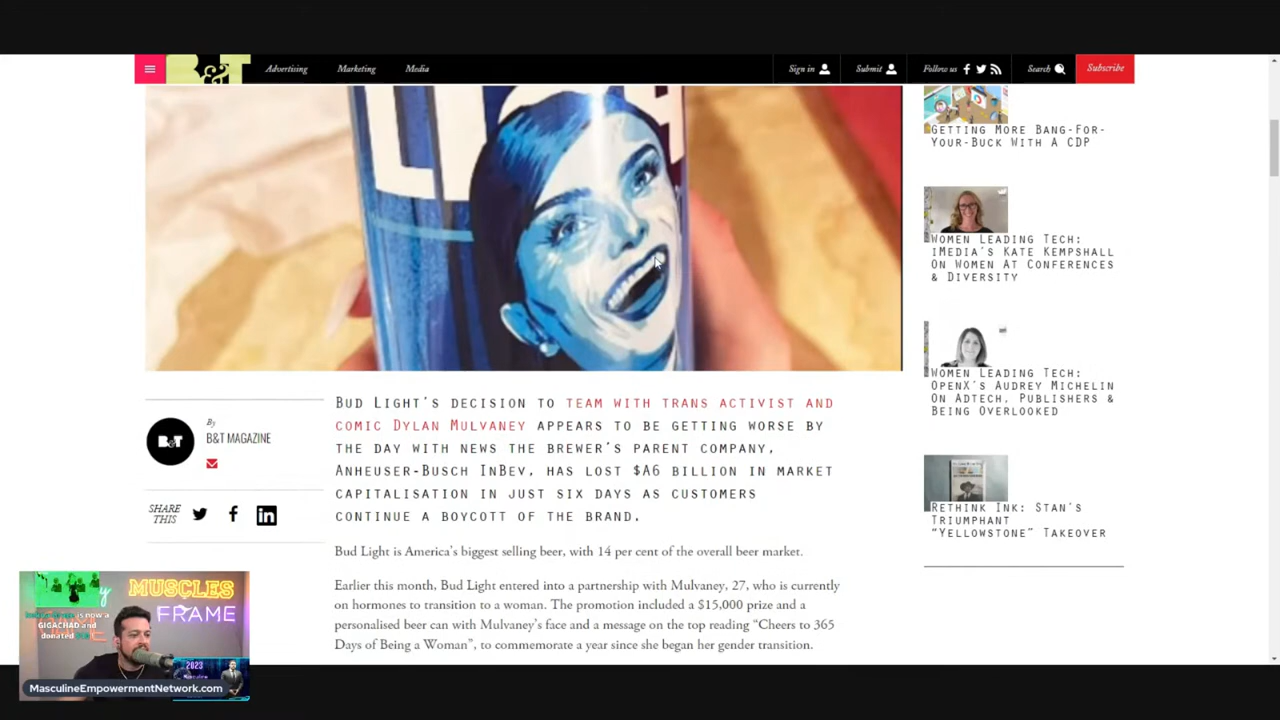 B&T
Advertising
Marketing
Media
Sign in
Submit
Follow us
Search
Subscribe
GETTING MORE BANG-FOR-
YOUR-BUCK WITH A CDP
WOMEN LEADING TECH:
IMEDIA'S KATE KEMPSHALL
ON WOMEN AT CONFERENCES
& DIVERSITY
WOMEN LEADING TECH:
OPENX'S AUDREY MICHELIN
ON ADTECH, PUBLISHERS &
BEING OVERLOOKED
RETHINK INK: STAN'S
TRIUMPHANT
"YELLOWSTONE" TAKEOVER
By
B&T MAGAZINE
B&T
SHARE
THIS
BUD LIGHT'S DECISION TO TEAM WITH TRANS ACTIVIST AND
COMIC DYLAN MULVANEY APPEARS TO BE GETTING WORSE BY
THE DAY WITH NEWS THE BREWER'S PARENT COMPANY,
ANHEUSER-BUSCH INBEV, HAS LOST $A6 BILLION IN MARKET
CAPITALISATION IN JUST SIX DAYS AS CUSTOMERS
CONTINUE A BOYCOTT OF THE BRAND.
Bud Light is America's biggest selling beer, with 14 per cent of the overall beer market.
Earlier this month, Bud Light entered into a partnership with Mulvaney, 27, who is currently
on hormones to transition to a woman. The promotion included a $15,000 prize and a
personalised beer can with Mulvaney's face and a message on the top reading "Cheers to 365
Days of Being a Woman", to commemorate a year since she began her gender transition.
MUSCLES
FRAME
is now a
GIGACHAD and
donated
2023
MasculineEmpowermentNetwork.com